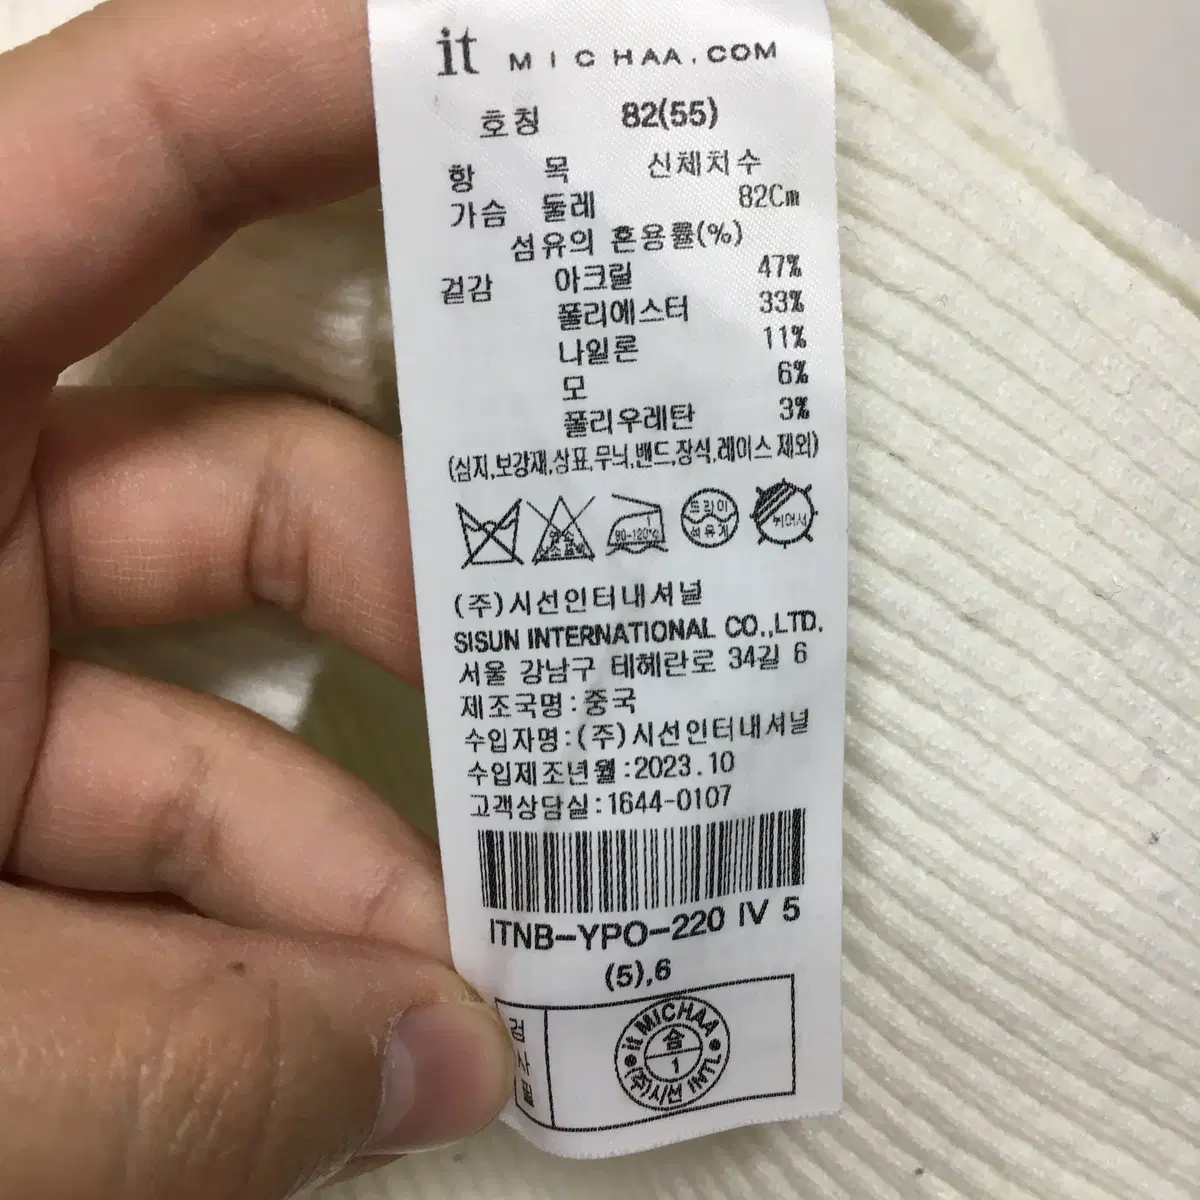 it MICHAA.COM
호칭 82(55)
항 목 신체치수
가슴 둘레 82Cm
섬유의 혼용률(%)
겉감 아크릴 47%
폴리에스터 33%
나일론 11%
모 6%
폴리우레탄 3%
(심지,보강재,상표,무늬,밴드,장식,레이스 제외)
1
80-120℃
드라이
석유계
뉘어서
(주)시선인터내셔널
SISUN INTERNATIONAL CO.,LTD.
서울 강남구 테헤란로 34길 6
제조국명:중국
수입자명:(주)시선인터내셔널
수입제조년월:2023.10
고객상담실:1644-0107
ITNB-YPO-220 IV 5
(5),6
검사필
it MICHAA
合
1
(주)시선 INTL